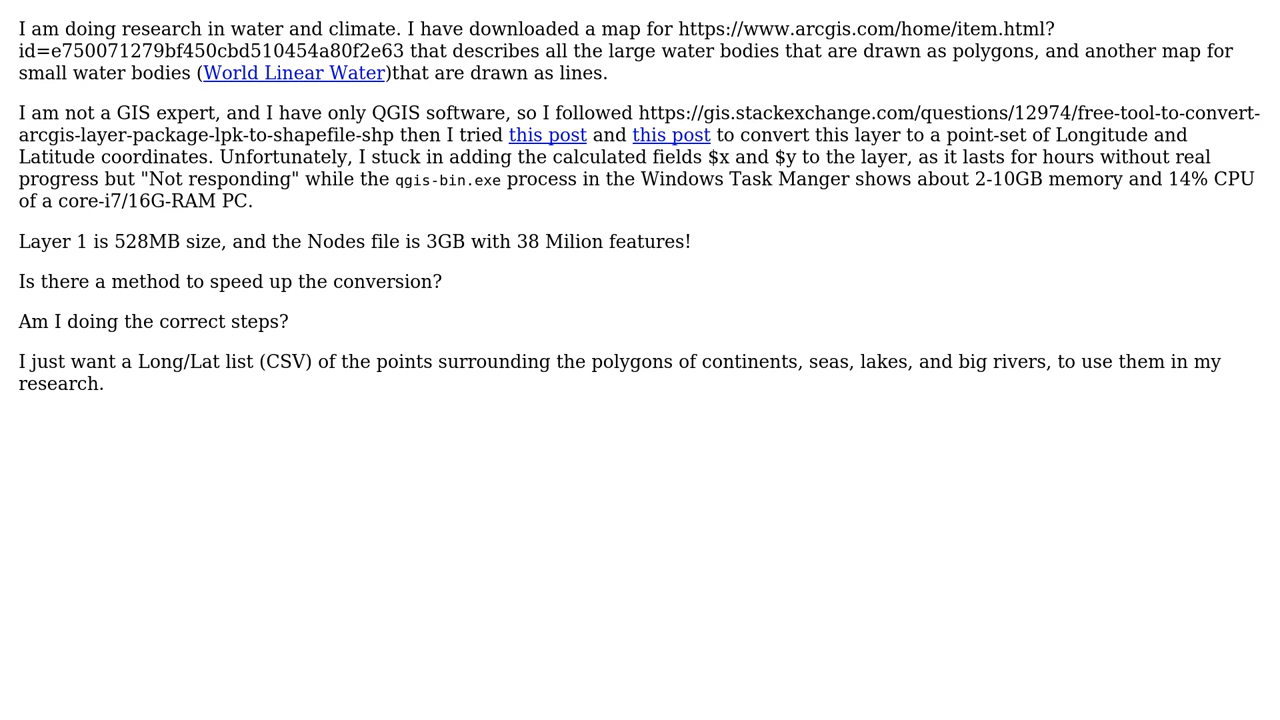 I am doing research in water and climate. I have downloaded a map for https://www.arcgis.com/home/item.html?
id=e750071279bf450cbd510454a80f2e63 that describes all the large water bodies that are drawn as polygons, and another map for
small water bodies (World Linear Water)that are drawn as lines.
I am not a GIS expert, and I have only QGIS software, so I followed https://gis.stackexchange.com/questions/12974/free-tool-to-convert-
arcgis-layer-package-lpk-to-shapefile-shp then I tried this post and this post to convert this layer to a point-set of Longitude and
Latitude coordinates. Unfortunately, I stuck in adding the calculated fields $x and $y to the layer, as it lasts for hours without real
progress but "Not responding" while the qgis-bin.exe process in the Windows Task Manger shows about 2-10GB memory and 14% CPU
of a core-i7/16G-RAM PC.
Layer 1 is 528MB size, and the Nodes file is 3GB with 38 Milion features!
Is there a method to speed up the conversion?
Am I doing the correct steps?
I just want a Long/Lat list (CSV) of the points surrounding the polygons of continents, seas, lakes, and big rivers, to use them in my
research.